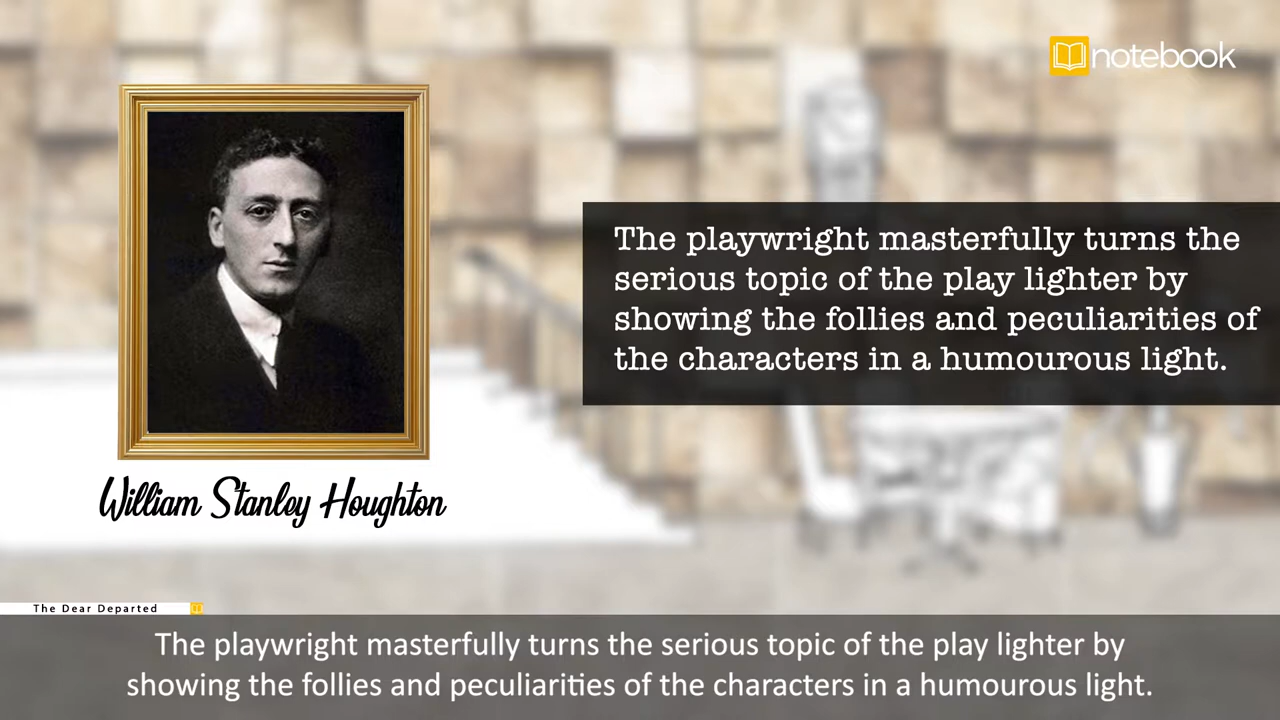 notebook
The playwright masterfully turns the
serious topic of the play lighter by
showing the follies and peculiarities of
the characters in a humourous light.
William Stanley Houghton
The Dear Departed
The playwright masterfully turns the serious topic of the play lighter by
showing the follies and peculiarities of the characters in a humourous light.